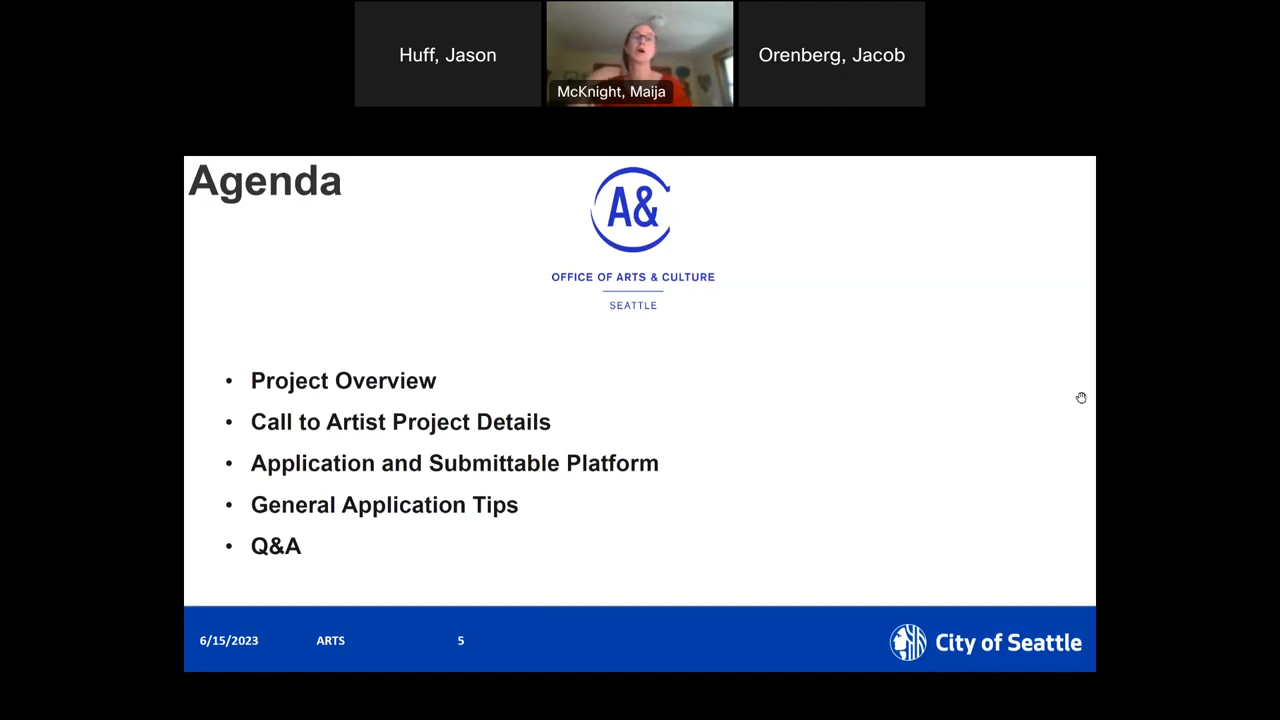 Huff, Jason
McKnight, Maija
Orenberg, Jacob
Agenda
A&
OFFICE OF ARTS & CULTURE
SEATTLE
• Project Overview
• Call to Artist Project Details
• Application and Submittable Platform
• General Application Tips
• Q&A
6/15/2023 ARTS 5 City of Seattle